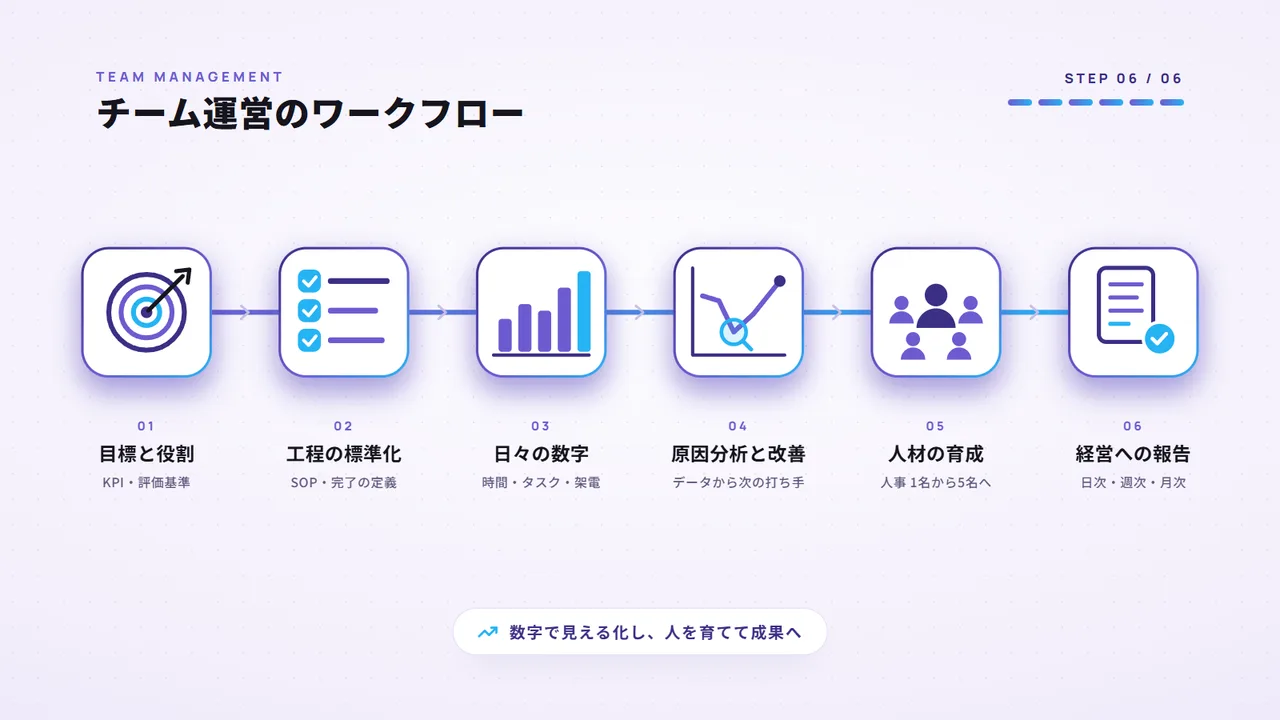 TEAM MANAGEMENT
チーム運営のワークフロー
STEP 06 / 06
01
目標と役割
KPI・評価基準
02
工程の標準化
SOP・完了の定義
03
日々の数字
時間・タスク・架電
04
原因分析と改善
データから次の打ち手
05
人材の育成
人事 1名から5名へ
06
経営への報告
日次・週次・月次
数字で見える化し、人を育てて成果へ